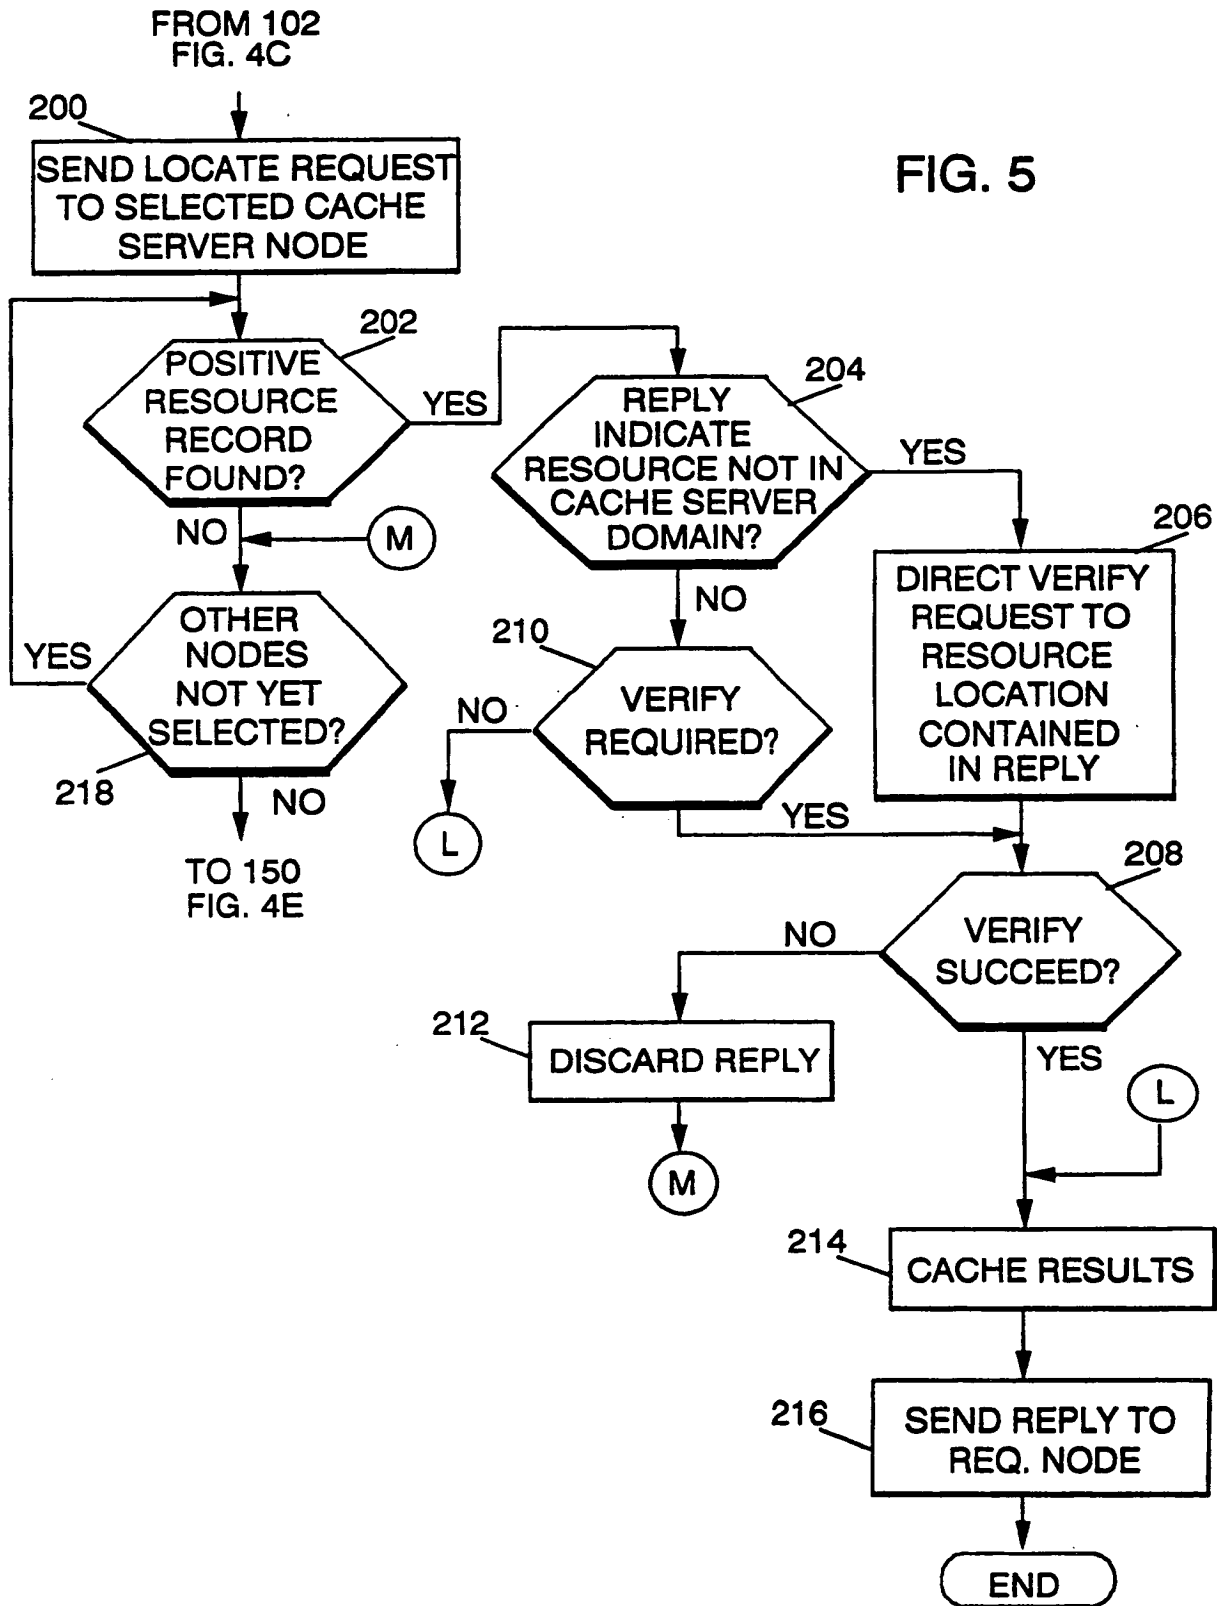 FROM 102
FIG. 4C
200
SEND LOCATE REQUEST
TO SELECTED CACHE
SERVER NODE
FIG. 5
202
POSITIVE
RESOURCE
RECORD
FOUND?
YES
NO
M
204
REPLY
INDICATE
RESOURCE NOT IN
CACHE SERVER
DOMAIN?
YES
NO
206
DIRECT VERIFY
REQUEST TO
RESOURCE
LOCATION
CONTAINED
IN REPLY
OTHER
NODES
NOT YET
SELECTED?
YES
218
NO
TO 150
FIG. 4E
210
VERIFY
REQUIRED?
NO
L
YES
208
VERIFY
SUCCEED?
NO
YES
212
DISCARD REPLY
M
L
214
CACHE RESULTS
216
SEND REPLY TO
REQ. NODE
END